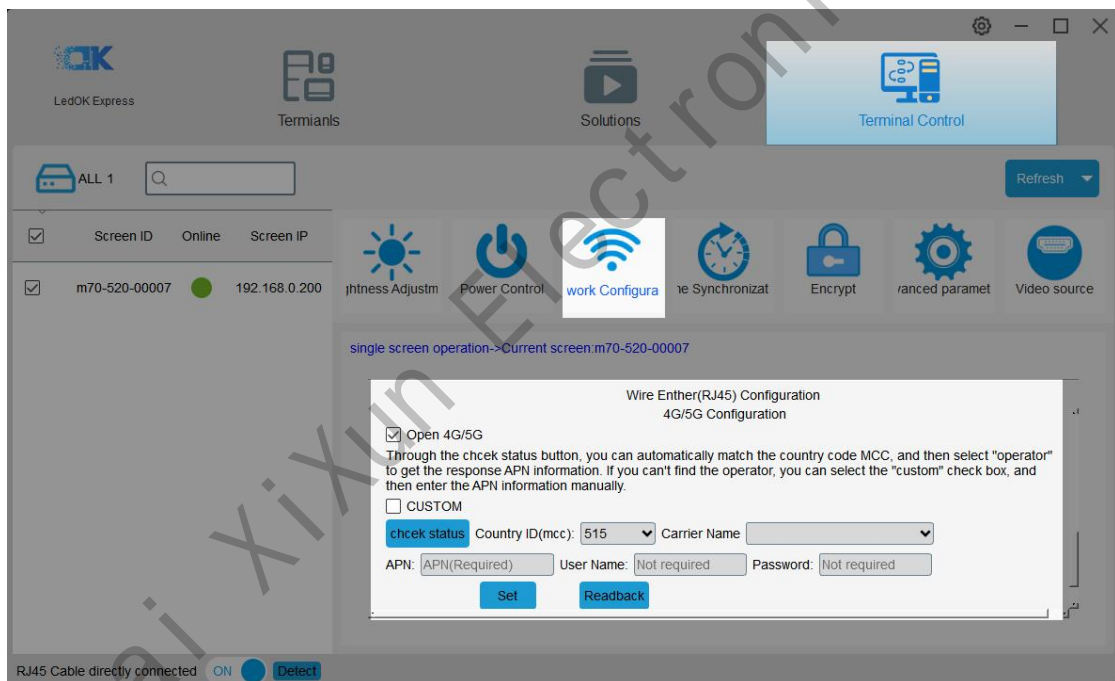 LedOK Express
Termianls
Solutions
Terminal Control
ALL 1
Refresh
Screen ID Online Screen IP
m70-520-00007 192.168.0.200
ghtness Adjustm Power Control work Configura ne Synchronizat Encrypt vanced paramet Video source
single screen operation->Current screen:m70-520-00007
Wire Enther(RJ45) Configuration
4G/5G Configuration
Open 4G/5G
Through the chcek status button, you can automatically match the country code MCC, and then select "operator"
to get the response APN information. If you can't find the operator, you can select the "custom" check box, and
then enter the APN information manually.
CUSTOM
chcek status Country ID(mcc): 515 Carrier Name
APN: APN(Required) User Name: Not required Password: Not required
Set Readback
RJ45 Cable directly connected ON Detect
ai XiXun Electroni